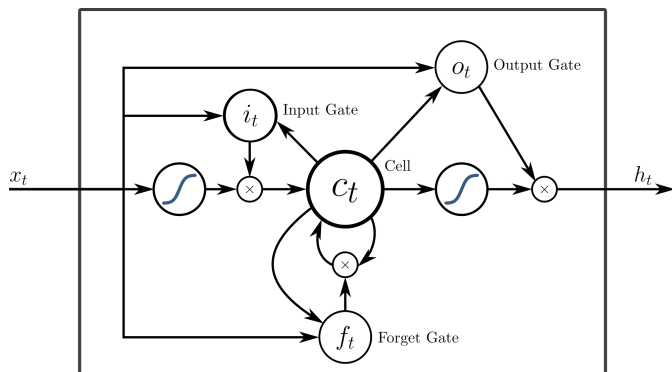 o_t Output Gate
i_t Input Gate
x_t
Cell
×
c_t
×
h_t
×
f_t Forget Gate